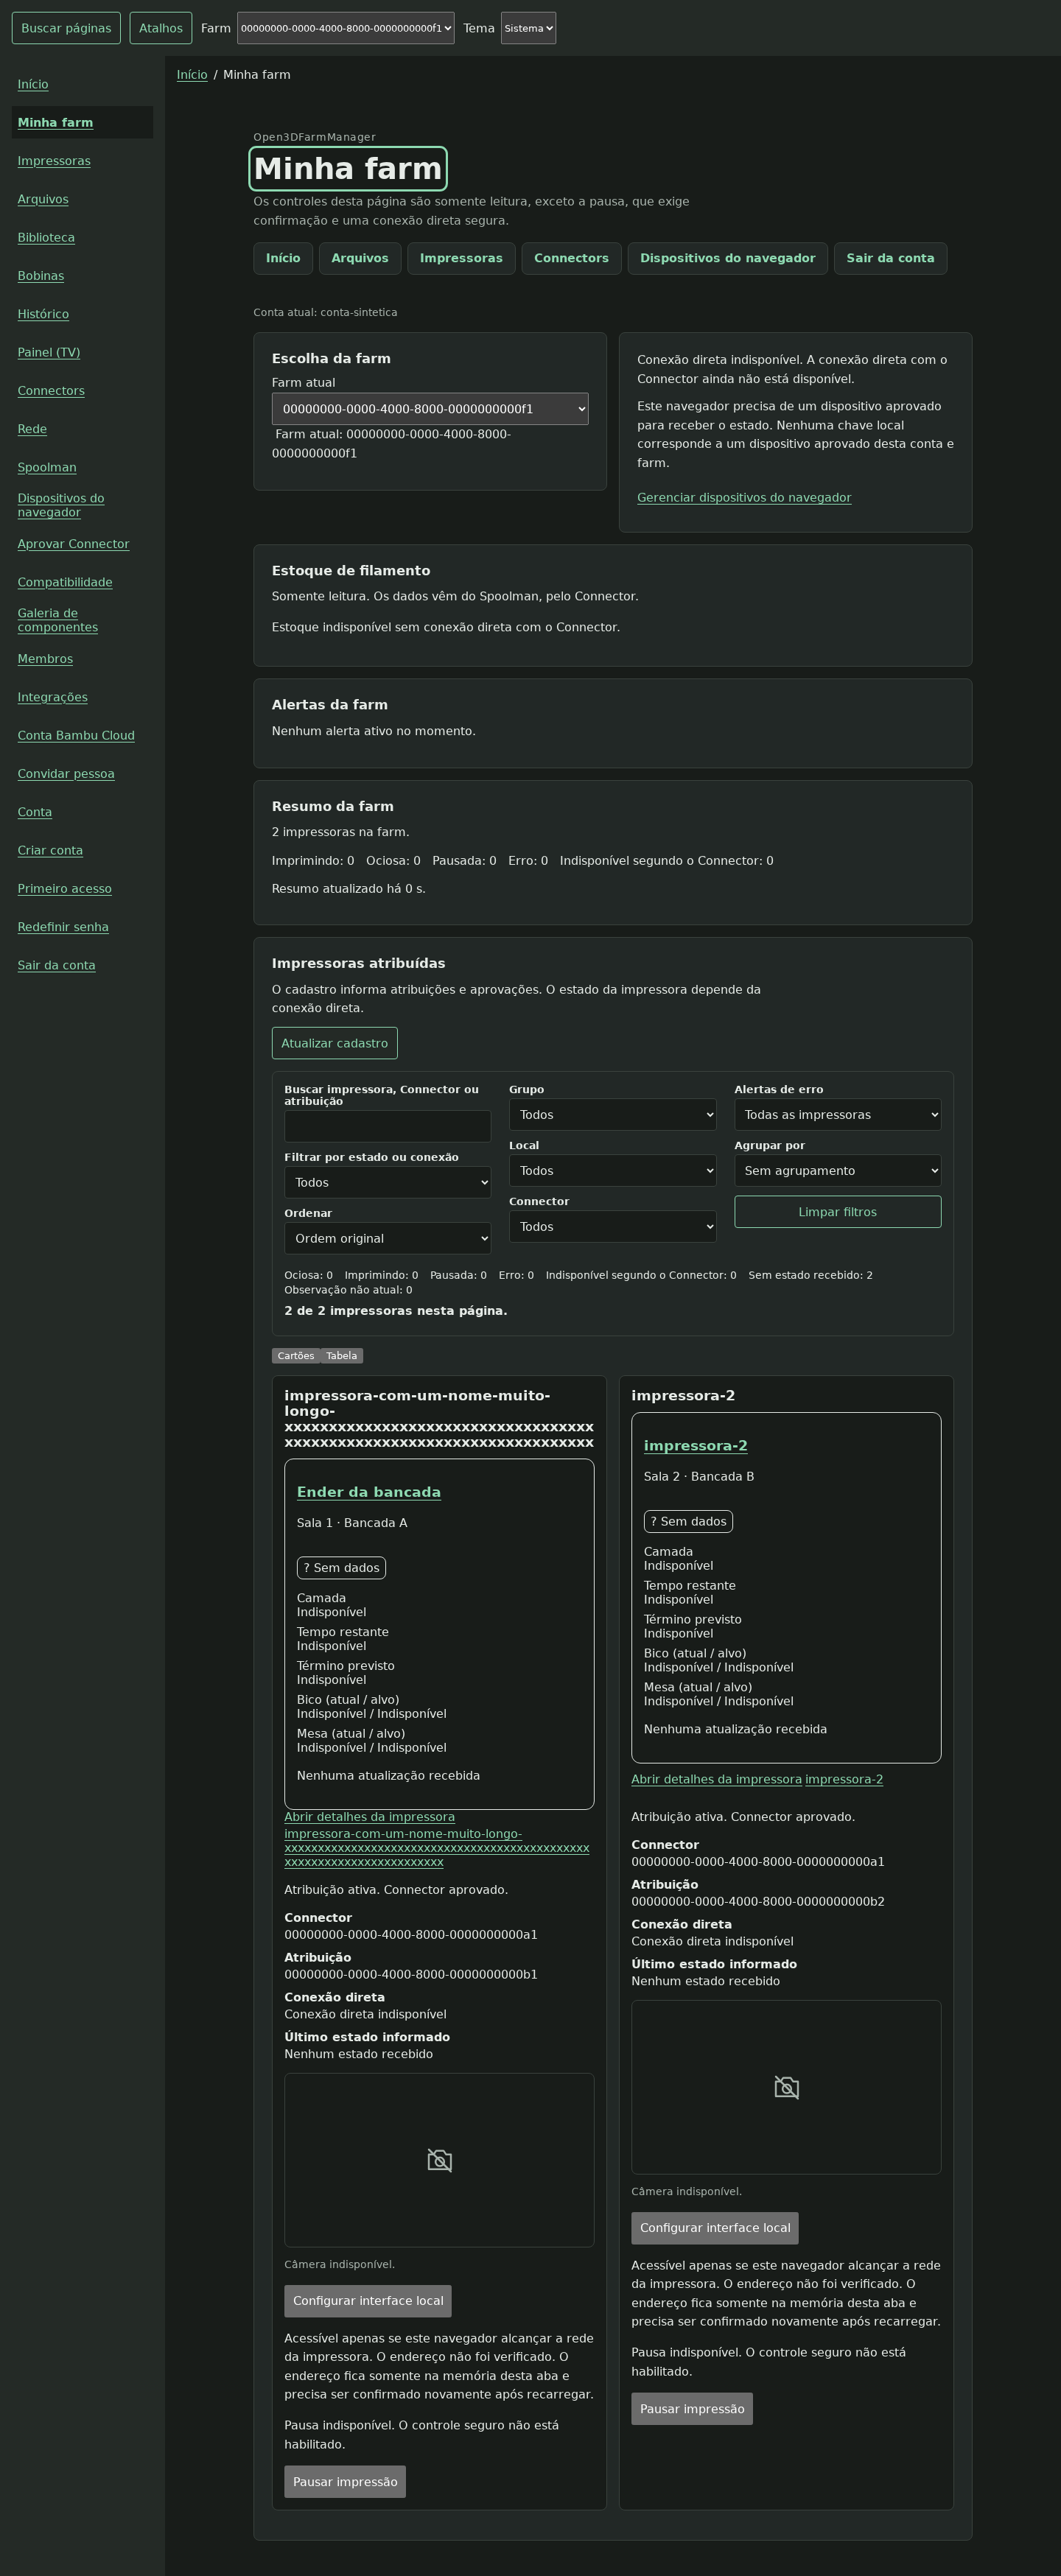 Buscar páginas
Atalhos
Farm
00000000-0000-4000-8000-0000000000f1
Tema
Sistema
Início
Minha farm
Impressoras
Arquivos
Biblioteca
Bobinas
Histórico
Painel (TV)
Connectors
Rede
Spoolman
Dispositivos do
navegador
Aprovar Connector
Compatibilidade
Galeria de
componentes
Membros
Integrações
Conta Bambu Cloud
Convidar pessoa
Conta
Criar conta
Primeiro acesso
Redefinir senha
Sair da conta
Início / Minha farm
Open3DFarmManager
Minha farm
Os controles desta página são somente leitura, exceto a pausa, que exige
confirmação e uma conexão direta segura.
Início
Arquivos
Impressoras
Connectors
Dispositivos do navegador
Sair da conta
Conta atual: conta-sintetica
Escolha da farm
Farm atual
00000000-0000-4000-8000-0000000000f1
Farm atual: 00000000-0000-4000-8000-
0000000000f1
Conexão direta indisponível. A conexão direta com o
Connector ainda não está disponível.
Este navegador precisa de um dispositivo aprovado
para receber o estado. Nenhuma chave local
corresponde a um dispositivo aprovado desta conta e
farm.
Gerenciar dispositivos do navegador
Estoque de filamento
Somente leitura. Os dados vêm do Spoolman, pelo Connector.
Estoque indisponível sem conexão direta com o Connector.
Alertas da farm
Nenhum alerta ativo no momento.
Resumo da farm
2 impressoras na farm.
Imprimindo: 0 Ociosa: 0 Pausada: 0 Erro: 0 Indisponível segundo o Connector: 0
Resumo atualizado há 0 s.
Impressoras atribuídas
O cadastro informa atribuições e aprovações. O estado da impressora depende da
conexão direta.
Atualizar cadastro
Buscar impressora, Connector ou
atribuição
Filtrar por estado ou conexão
Todos
Ordenar
Ordem original
Grupo
Todos
Local
Todos
Connector
Todos
Alertas de erro
Todas as impressoras
Agrupar por
Sem agrupamento
Limpar filtros
Ociosa: 0 Imprimindo: 0 Pausada: 0 Erro: 0 Indisponível segundo o Connector: 0 Sem estado recebido: 2
Observação não atual: 0
2 de 2 impressoras nesta página.
Cartões
Tabela
impressora-com-um-nome-muito-
longo-
xxxxxxxxxxxxxxxxxxxxxxxxxxxxxxxxxxx
xxxxxxxxxxxxxxxxxxxxxxxxxxxxxxxxxxx
Ender da bancada
Sala 1 · Bancada A
? Sem dados
Camada
Indisponível
Tempo restante
Indisponível
Término previsto
Indisponível
Bico (atual / alvo)
Indisponível / Indisponível
Mesa (atual / alvo)
Indisponível / Indisponível
Nenhuma atualização recebida
Abrir detalhes da impressora
impressora-com-um-nome-muito-longo-
xxxxxxxxxxxxxxxxxxxxxxxxxxxxxxxxxxxxxxxxxxxxxx
xxxxxxxxxxxxxxxxxxxxxxxx
Atribuição ativa. Connector aprovado.
Connector
00000000-0000-4000-8000-0000000000a1
Atribuição
00000000-0000-4000-8000-0000000000b1
Conexão direta
Conexão direta indisponível
Último estado informado
Nenhum estado recebido
Câmera indisponível.
Configurar interface local
Acessível apenas se este navegador alcançar a rede
da impressora. O endereço não foi verificado. O
endereço fica somente na memória desta aba e
precisa ser confirmado novamente após recarregar.
Pausa indisponível. O controle seguro não está
habilitado.
Pausar impressão
impressora-2
impressora-2
Sala 2 · Bancada B
? Sem dados
Camada
Indisponível
Tempo restante
Indisponível
Término previsto
Indisponível
Bico (atual / alvo)
Indisponível / Indisponível
Mesa (atual / alvo)
Indisponível / Indisponível
Nenhuma atualização recebida
Abrir detalhes da impressora impressora-2
Atribuição ativa. Connector aprovado.
Connector
00000000-0000-4000-8000-0000000000a1
Atribuição
00000000-0000-4000-8000-0000000000b2
Conexão direta
Conexão direta indisponível
Último estado informado
Nenhum estado recebido
Câmera indisponível.
Configurar interface local
Acessível apenas se este navegador alcançar a rede
da impressora. O endereço não foi verificado. O
endereço fica somente na memória desta aba e
precisa ser confirmado novamente após recarregar.
Pausa indisponível. O controle seguro não está
habilitado.
Pausar impressão